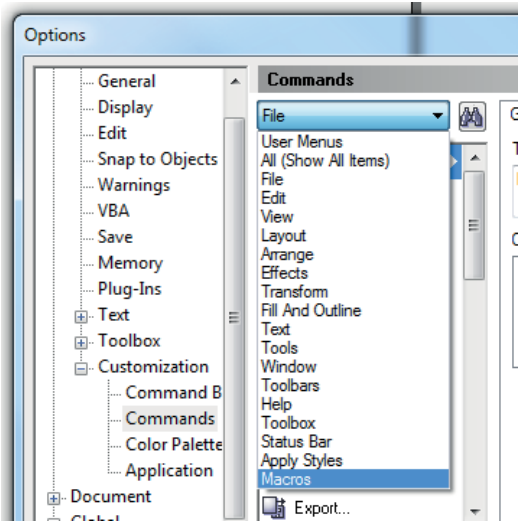 Options
General
Display
Edit
Snap to Objects
Warnings
VBA
Save
Memory
Plug-Ins
Text
Toolbox
Customization
Command B
Commands
Color Palette
Application
Document
Global
Commands
File
User Menus
All (Show All Items)
File
Edit
View
Layout
Arrange
Effects
Transform
Fill And Outline
Text
Tools
Window
Toolbars
Help
Toolbox
Status Bar
Apply Styles
Macros
Export...